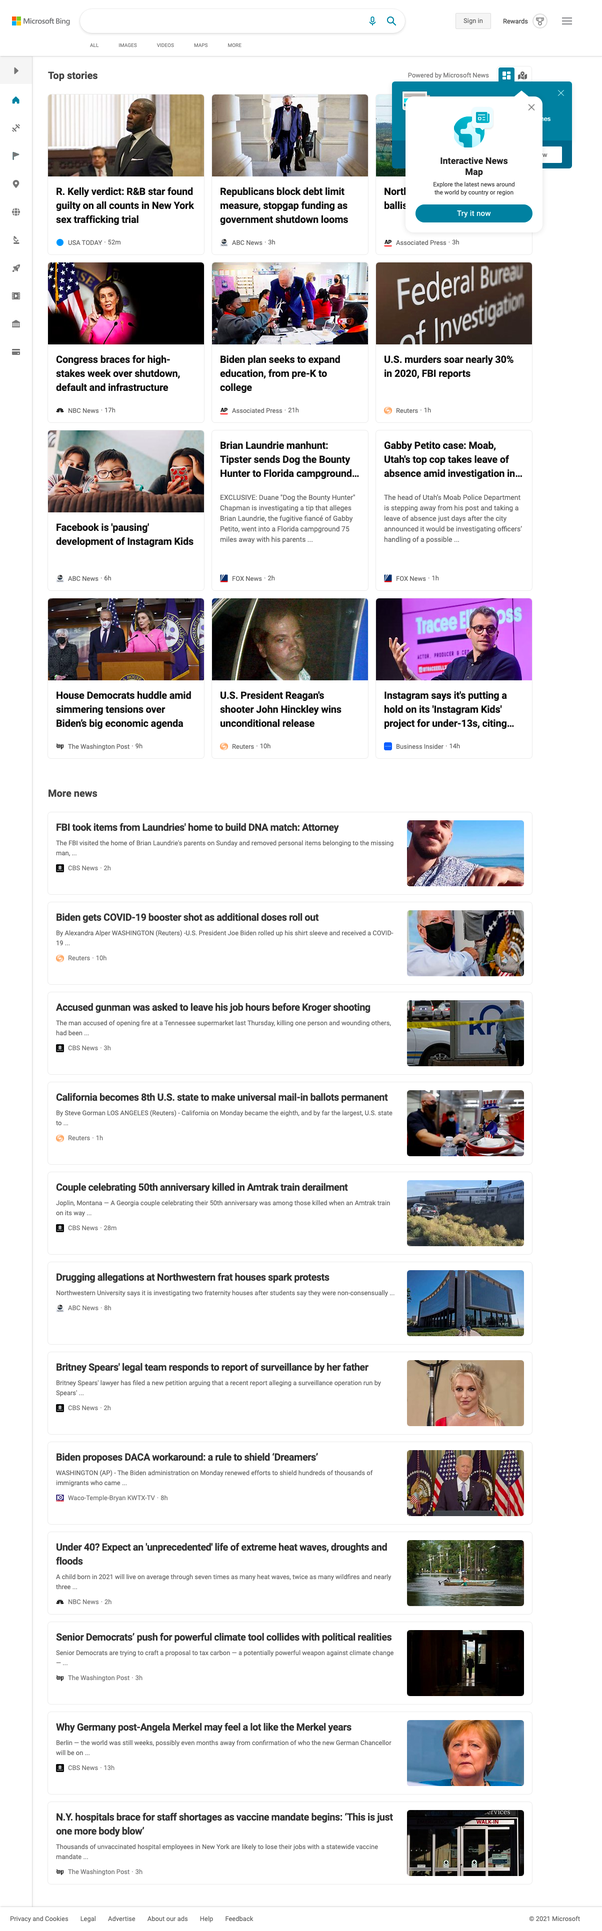 Microsoft Bing
Sign in
Rewards
ALL
IMAGES
VIDEOS
MAPS
MORE
Top stories
Powered by Microsoft News
Interactive News
Map
Explore the latest news around
the world by country or region
Try it now
R. Kelly verdict: R&B star found
guilty on all counts in New York
sex trafficking trial
USA TODAY · 52m
Republicans block debt limit
measure, stopgap funding as
government shutdown looms
ABC News · 3h
Nortl
ballis
AP Associated Press · 3h
Congress braces for high-
stakes week over shutdown,
default and infrastructure
NBC News · 17h
Biden plan seeks to expand
education, from pre-K to
college
AP Associated Press · 21h
Federal Bureau
of Investigation
U.S. murders soar nearly 30%
in 2020, FBI reports
Reuters · 1h
Facebook is 'pausing'
development of Instagram Kids
ABC News · 6h
Brian Laundrie manhunt:
Tipster sends Dog the Bounty
Hunter to Florida campground…
EXCLUSIVE: Duane "Dog the Bounty Hunter"
Chapman is investigating a tip that alleges
Brian Laundrie, the fugitive fiancé of Gabby
Petito, went into a Florida campground 75
miles away with his parents ...
FOX News · 2h
Gabby Petito case: Moab,
Utah's top cop takes leave of
absence amid investigation in…
The head of Utah's Moab Police Department
is stepping away from his post and taking a
leave of absence just days after the city
announced it would be investigating officers'
handling of a possible ...
FOX News · 1h
House Democrats huddle amid
simmering tensions over
Biden's big economic agenda
wp The Washington Post · 9h
U.S. President Reagan's
shooter John Hinckley wins
unconditional release
Reuters · 10h
Tracee El
Instagram says it's putting a
hold on its 'Instagram Kids'
project for under-13s, citing…
Business Insider · 14h
More news
FBI took items from Laundries' home to build DNA match: Attorney
The FBI visited the home of Brian Laundrie's parents on Sunday and removed personal items belonging to the missing
man, ...
CBS News · 2h
Biden gets COVID-19 booster shot as additional doses roll out
By Alexandra Alper WASHINGTON (Reuters) -U.S. President Joe Biden rolled up his shirt sleeve and received a COVID-
19 ...
Reuters · 10h
Accused gunman was asked to leave his job hours before Kroger shooting
The man accused of opening fire at a Tennessee supermarket last Thursday, killing one person and wounding others,
had been ...
CBS News · 3h
California becomes 8th U.S. state to make universal mail-in ballots permanent
By Steve Gorman LOS ANGELES (Reuters) - California on Monday became the eighth, and by far the largest, U.S. state
to ...
Reuters · 1h
Couple celebrating 50th anniversary killed in Amtrak train derailment
Joplin, Montana — A Georgia couple celebrating their 50th anniversary was among those killed when an Amtrak train
on its way ...
CBS News · 28m
Drugging allegations at Northwestern frat houses spark protests
Northwestern University says it is investigating two fraternity houses after students say they were non-consensually ...
ABC News · 8h
Britney Spears' legal team responds to report of surveillance by her father
Britney Spears' lawyer has filed a new petition arguing that a recent report alleging a surveillance operation run by
Spears' ...
CBS News · 2h
Biden proposes DACA workaround: a rule to shield 'Dreamers'
WASHINGTON (AP) - The Biden administration on Monday renewed efforts to shield hundreds of thousands of
immigrants who came ...
Waco-Temple-Bryan KWTX-TV · 8h
Under 40? Expect an 'unprecedented' life of extreme heat waves, droughts and
floods
A child born in 2021 will live on average through seven times as many heat waves, twice as many wildfires and nearly
three ...
NBC News · 2h
Senior Democrats' push for powerful climate tool collides with political realities
Senior Democrats are trying to craft a proposal to tax carbon — a potentially powerful weapon against climate change
— ...
wp The Washington Post · 3h
Why Germany post-Angela Merkel may feel a lot like the Merkel years
Berlin — the world was still weeks, possibly even months away from confirmation of who the new German Chancellor
will be on ...
CBS News · 13h
N.Y. hospitals brace for staff shortages as vaccine mandate begins: 'This is just
one more body blow'
Thousands of unvaccinated hospital employees in New York are likely to lose their jobs with a statewide vaccine
mandate ...
wp The Washington Post · 3h
WALK-IN
Privacy and Cookies
Legal
Advertise
About our ads
Help
Feedback
© 2021 Microsoft